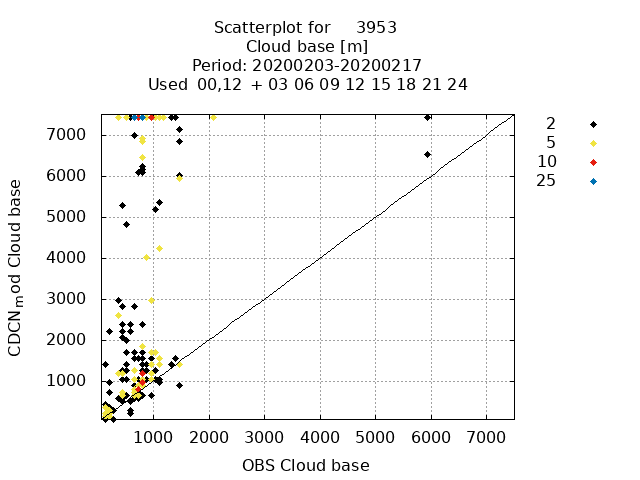 Scatterplot for 3953
Cloud base [m]
Period: 20200203-20200217
Used 00,12 + 03 06 09 12 15 18 21 24
2
5
10
25
7000
6000
5000
4000
3000
2000
1000
CDCNmod Cloud base
1000 2000 3000 4000 5000 6000 7000
OBS Cloud base